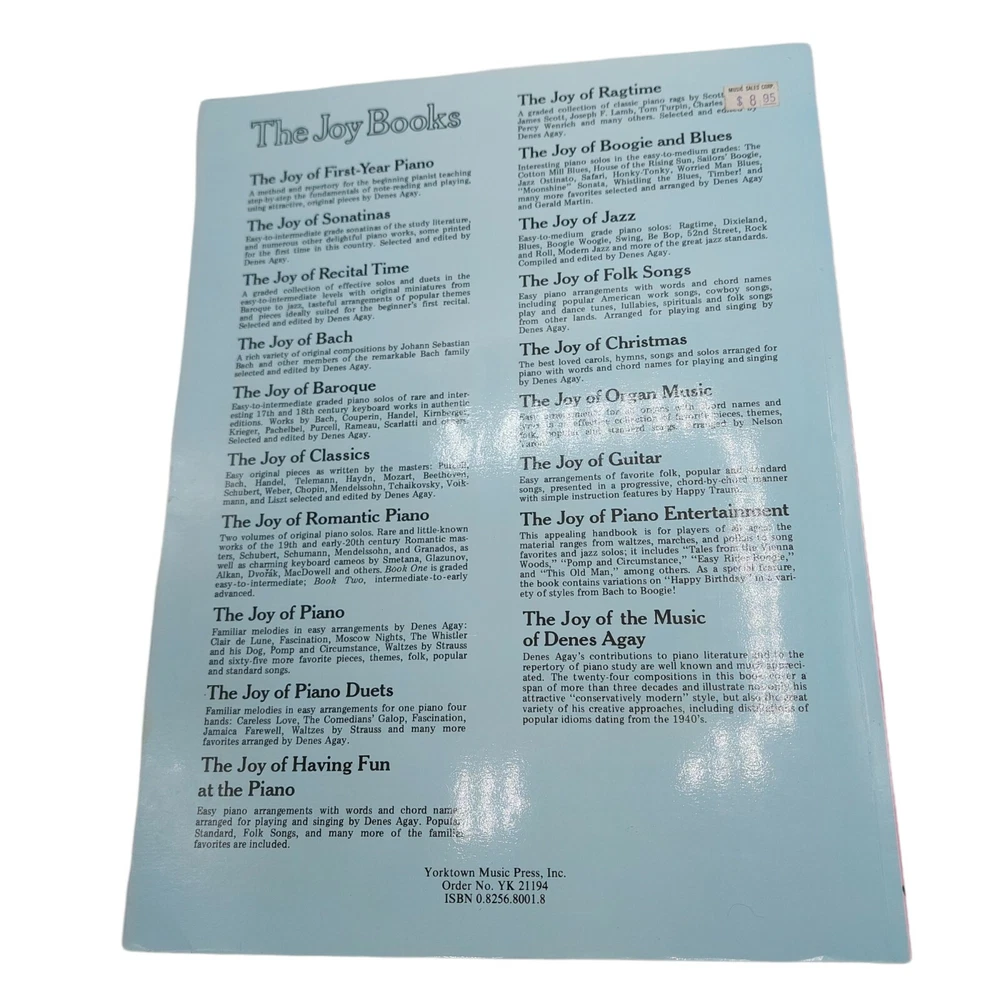 The Joy Books
The Joy of First-Year Piano
A method and repertory for the beginning pianist teaching
step-by-step the fundamentals of note-reading and playing,
using attractive, original pieces by Denes Agay.
The Joy of Sonatinas
Easy-to-intermediate grade sonatinas of the study literature,
and numerous other delightful piano works, some printed
for the first time in this country. Selected and edited by
Denes Agay.
The Joy of Recital Time
A graded collection of effective solos and duets in the
easy-to-intermediate levels with original miniatures from
Baroque to jazz, tasteful arrangements of popular themes
and pieces ideally suited for the beginner's first recital.
Selected and edited by Denes Agay.
The Joy of Bach
A rich variety of original compositions by Johann Sebastian
Bach and other members of the remarkable Bach family
selected and edited by Denes Agay.
The Joy of Baroque
Easy-to-intermediate graded piano solos of rare and inter-
esting 17th and 18th century keyboard works in authentic
editions. Works by Bach, Couperin, Handel, Kirnberger,
Krieger, Pachelbel, Purcell, Rameau, Scarlatti and others.
Selected and edited by Denes Agay.
The Joy of Classics
Easy original pieces as written by the masters: Purcell,
Bach, Handel, Telemann, Haydn, Mozart, Beethoven,
Schubert, Weber, Chopin, Mendelssohn, Tchaikovsky, Volk-
mann, and Liszt selected and edited by Denes Agay.
The Joy of Romantic Piano
Two volumes of original piano solos. Rare and little-known
works of the 19th and early-20th century Romantic mas-
ters, Schubert, Schumann, Mendelssohn, and Granados, as
well as charming keyboard cameos by Smetana, Glazunov,
Alkan, Dvořák, MacDowell and others. Book One is graded
easy-to-intermediate; Book Two, intermediate-to-early
advanced.
The Joy of Piano
Familiar melodies in easy arrangements by Denes Agay:
Clair de Lune, Fascination, Moscow Nights, The Whistler
and his Dog, Pomp and Circumstance, Waltzes by Strauss
and sixty-five more favorite pieces, themes, folk, popular
and standard songs.
The Joy of Piano Duets
Familiar melodies in easy arrangements for one piano four
hands: Careless Love, The Comedians' Galop, Fascination,
Jamaica Farewell, Waltzes by Strauss and many more
favorites arranged by Denes Agay.
The Joy of Having Fun
at the Piano
Easy piano arrangements with words and chord names
arranged for playing and singing by Denes Agay. Popular,
Standard, Folk Songs, and many more of the familiar
favorites are included.
The Joy of Ragtime
A graded collection of classic piano rags by Scott
James Scott, Joseph F. Lamb, Tom Turpin, Charles
Percy Wenrich and many others. Selected and edited by
Denes Agay.
MUSIC SALES CORP
$ 8.95
The Joy of Boogie and Blues
Interesting piano solos in the easy-to-medium grades: The
Cotton Mill Blues, House of the Rising Sun, Sailors' Boogie,
Jazz Ostinato, Safari, Honky-Tonky, Worried Man Blues,
"Moonshine" Sonata, Whistling the Blues, Timber! and
many more favorites selected and arranged by Denes Agay
and Gerald Martin.
The Joy of Jazz
Easy-to-medium grade piano solos: Ragtime, Dixieland,
Blues, Boogie Woogie, Swing, Be Bop, 52nd Street, Rock
and Roll, Modern Jazz and more of the great jazz standards.
Compiled and edited by Denes Agay.
The Joy of Folk Songs
Easy piano arrangements with words and chord names
including popular American work songs, cowboy songs,
play and dance tunes, lullabies, spirituals and folk songs
from other lands. Arranged for playing and singing by
Denes Agay.
The Joy of Christmas
The best loved carols, hymns, songs and solos arranged for
piano with words and chord names for playing and singing
by Denes Agay.
The Joy of Organ Music
Easy arrangements for all organs with chord names and
lyrics in an effective collection of favorite pieces, themes,
folk, popular and standard songs. Arranged by Nelson
The Joy of Guitar
Easy arrangements of favorite folk, popular and standard
songs, presented in a progressive, chord-by-chord manner
with simple instruction features by Happy Traum.
The Joy of Piano Entertainment
This appealing handbook is for players of all ages; the
material ranges from waltzes, marches, and polkas to song
favorites and jazz solos; it includes "Tales from the Vienna
Woods," "Pomp and Circumstance," "Easy Rider Boogie,"
and "This Old Man," among others. As a special feature,
the book contains variations on "Happy Birthday" in a vari-
ety of styles from Bach to Boogie!
The Joy of the Music
of Denes Agay
Denes Agay's contributions to piano literature and to the
repertory of piano study are well known and much appreci-
ated. The twenty-four compositions in this book cover a
span of more than three decades and illustrate not only his
attractive "conservatively modern" style, but also the great
variety of his creative approaches, including distillations of
popular idioms dating from the 1940's.
Yorktown Music Press, Inc.
Order No. YK 21194
ISBN 0.8256.8001.8